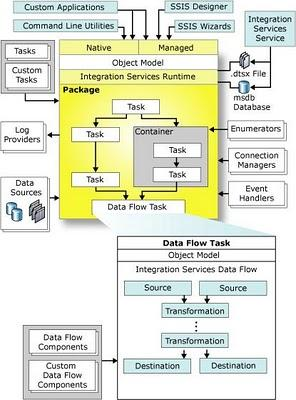 Custom Applications
SSIS Designer
Command Line Utilities
SSIS Wizards
Integration
Services
Service
Native
Managed
Object Model
Integration Services Runtime
Tasks
Custom
Tasks
.dtsx File
msdb
Database
Package
Task
Log
Providers
Task
Container
Task
Task
Enumerators
Connection
Managers
Event
Handlers
Data
Sources
Task
Data Flow Task
Data Flow Task
Object Model
Integration Services Data Flow
Source
Source
Transformation
Transformation
Destination
Destination
Data Flow
Components
Custom
Data Flow
Components